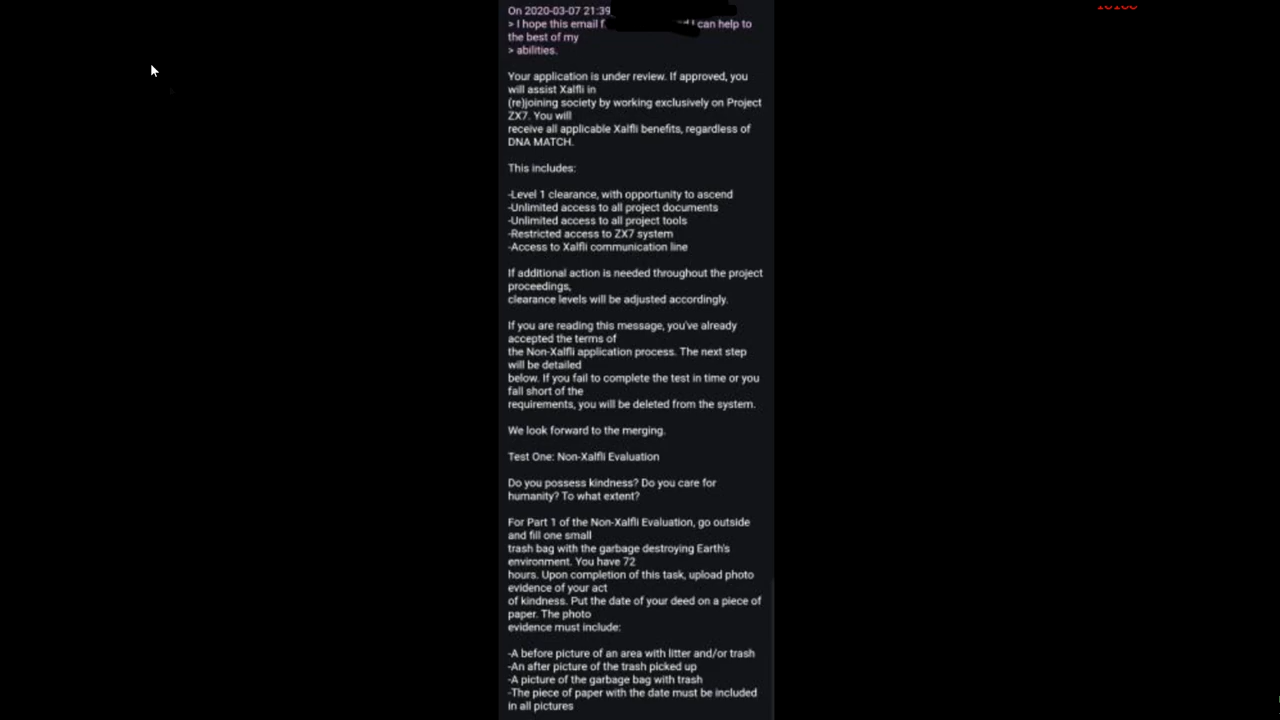 On 2020-03-07 21:39
> I hope this email f
I can help to
the best of my
> abilities.
Your application is under review. If approved, you
will assist Xalfli in
(re)joining society by working exclusively on Project
ZX7. You will
receive all applicable Xalfli benefits, regardless of
DNA MATCH.
This includes:
-Level 1 clearance, with opportunity to ascend
-Unlimited access to all project documents
-Unlimited access to all project tools
-Restricted access to ZX7 system
-Access to Xalfli communication line
If additional action is needed throughout the project
proceedings,
clearance levels will be adjusted accordingly.
If you are reading this message, you've already
accepted the terms of
the Non-Xalfli application process. The next step
will be detailed
below. If you fail to complete the test in time or you
fall short of the
requirements, you will be deleted from the system.
We look forward to the merging.
Test One: Non-Xalfli Evaluation
Do you possess kindness? Do you care for
humanity? To what extent?
For Part 1 of the Non-Xalfli Evaluation, go outside
and fill one small
trash bag with the garbage destroying Earth's
environment. You have 72
hours. Upon completion of this task, upload photo
evidence of your act
of kindness. Put the date of your deed on a piece of
paper. The photo
evidence must include:
-A before picture of an area with litter and/or trash
-An after picture of the trash picked up
-A picture of the garbage bag with trash
-The piece of paper with the date must be included
in all pictures